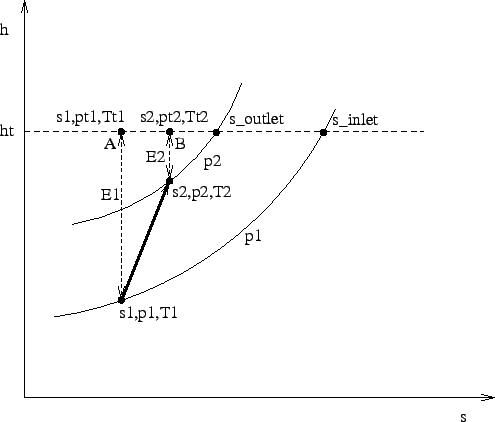 h
s1,pt1,Tt1
s2,pt2,Tt2
s_outlet
s_inlet
ht
A
B
E2
p2
s2,p2,T2
E1
p1
s1,p1,T1
s